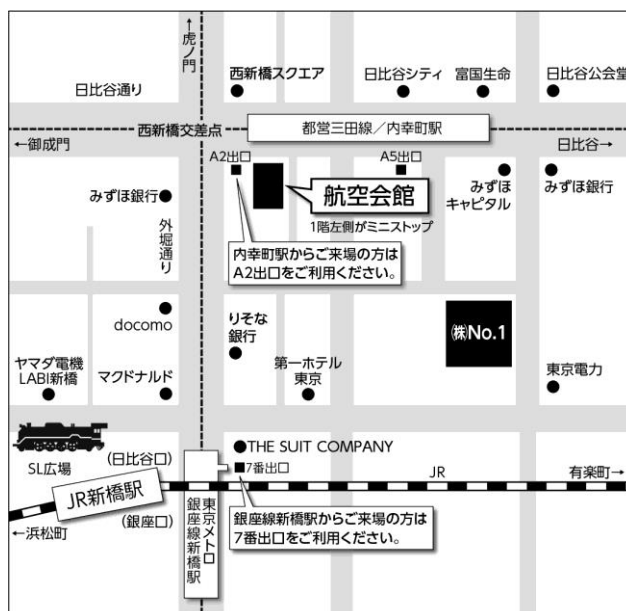 ←虎ノ門
日比谷通り
西新橋スクエア
日比谷シティ
富国生命
日比谷公会堂
西新橋交差点
都営三田線／内幸町駅
←御成門
日比谷→
A2出口
A5出口
みずほ銀行
航空会館
みずほ
キャピタル
みずほ銀行
1階左側がミニストップ
外堀通り
内幸町駅からご来場の方は
A2出口をご利用ください。
docomo
りそな
銀行
㈱No.1
ヤマダ電機
LABI新橋
マクドナルド
第一ホテル
東京
東京電力
THE SUIT COMPANY
SL広場
(日比谷口)
7番出口
JR
有楽町→
JR新橋駅
(銀座口)
東京メトロ
銀座線新橋駅
銀座線新橋駅からご来場の方は
7番出口をご利用ください。
←浜松町